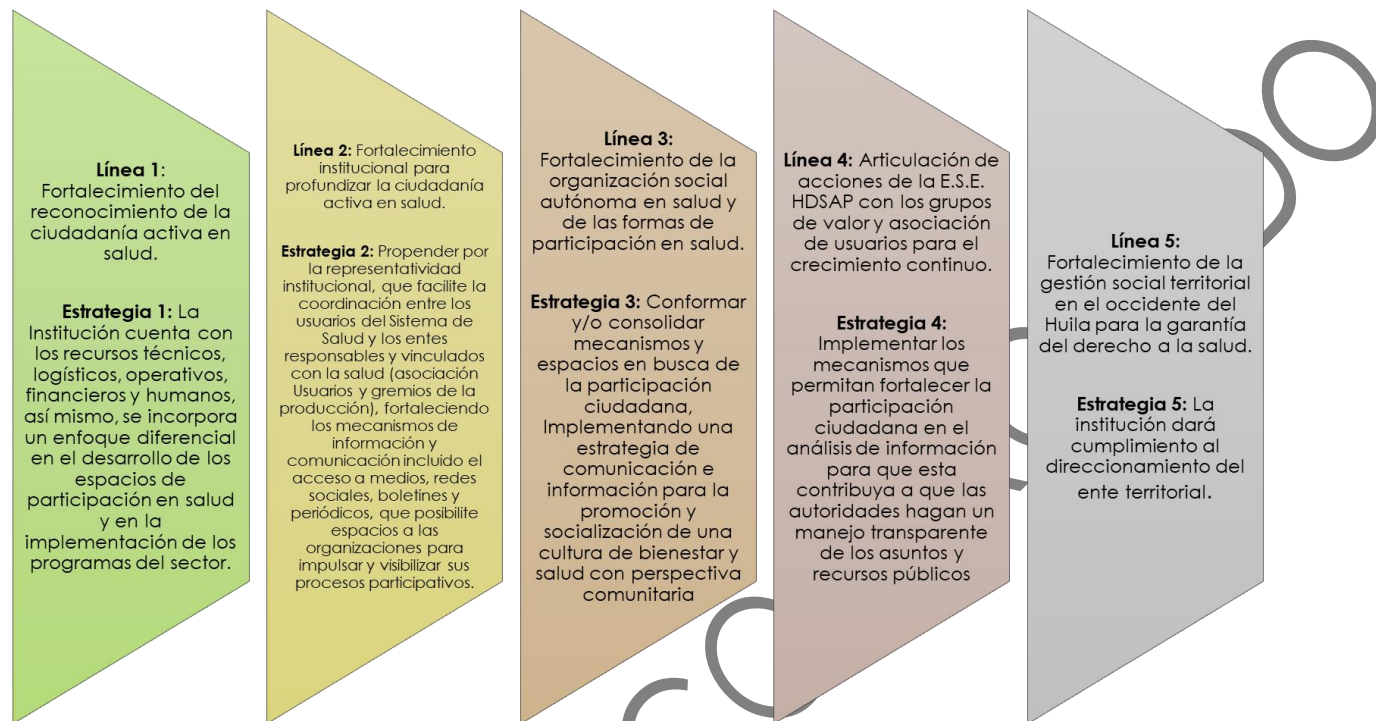 Línea 1:
Fortalecimiento del
reconocimiento de la
ciudadanía activa en
salud.
Estrategia 1: La
Institución cuenta con
los recursos técnicos,
logísticos, operativos,
financieros y humanos,
así mismo, se incorpora
un enfoque diferencial
en el desarrollo de los
espacios de
participación en salud
y en la
implementación de los
programas del sector.
Línea 2: Fortalecimiento
institucional para
profundizar la ciudadanía
activa en salud.
Estrategia 2: Propender por
la representatividad
institucional, que facilite la
coordinación entre los
usuarios del Sistema de
Salud y los entes
responsables y vinculados
con la salud (asociación
Usuarios y gremios de la
producción), fortaleciendo
los mecanismos de
información y
comunicación incluido el
acceso a medios, redes
sociales, boletines y
periódicos, que posibilite
espacios a las
organizaciones para
impulsar y visibilizar sus
procesos participativos.
Línea 3:
Fortalecimiento de la
organización social
autónoma en salud y
de las formas de
participación en salud.
Estrategia 3: Conformar
y/o consolidar
mecanismos y
espacios en busca de
la participación
ciudadana,
Implementando una
estrategia de
comunicación e
información para la
promoción y
socialización de una
cultura de bienestar y
salud con perspectiva
comunitaria
Línea 4: Articulación de
acciones de la E.S.E.
HDSAP con los grupos
de valor y asociación
de usuarios para el
crecimiento continuo.
Estrategia 4:
Implementar los
mecanismos que
permitan fortalecer la
participación
ciudadana en el
análisis de información
para que esta
contribuya a que las
autoridades hagan un
manejo transparente
de los asuntos y
recursos públicos
Línea 5:
Fortalecimiento de la
gestión social territorial
en el occidente del
Huila para la garantía
del derecho a la salud.
Estrategia 5: La
institución dará
cumplimiento al
direccionamiento del
ente territorial.